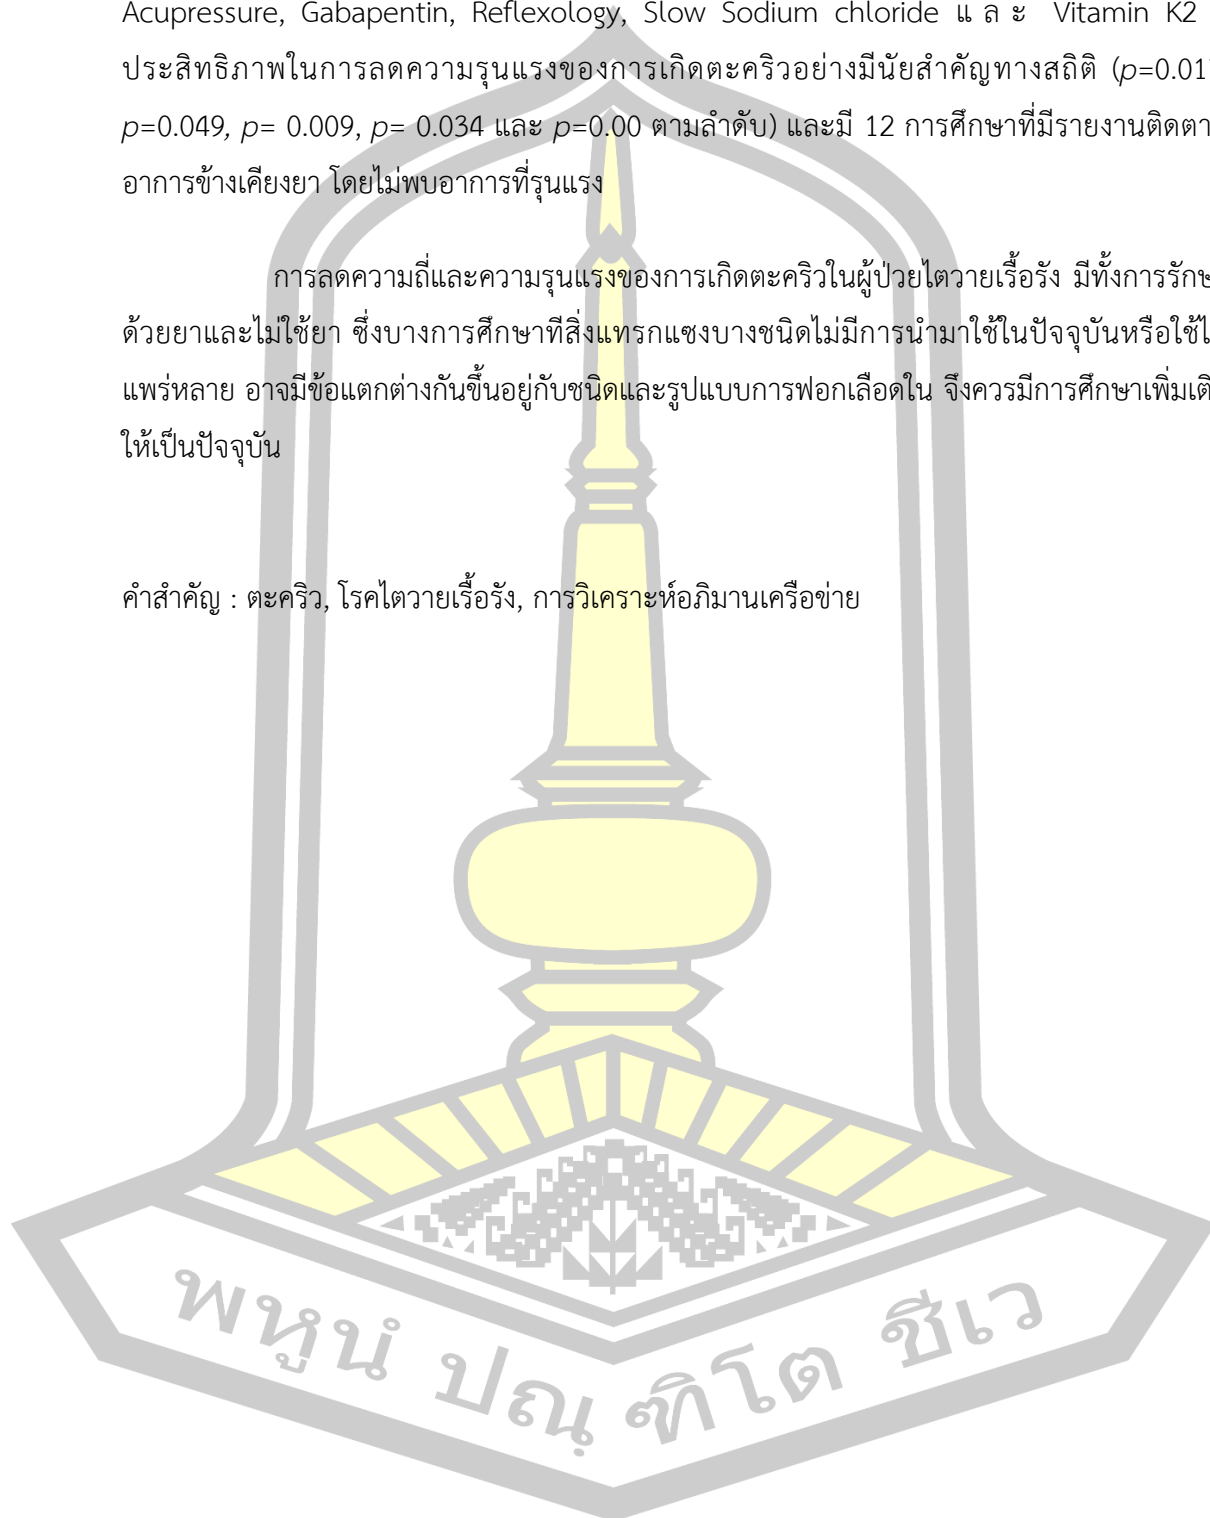 Acupressure, Gabapentin, Reflexology, Slow Sodium chloride และ Vitamin K2
ประสิทธิภาพในการลดความรุนแรงของการเกิดตะคริวอย่างมีนัยสำคัญทางสถิติ (p=0.01
p=0.049, p= 0.009, p= 0.034 และ p=0.00 ตามลำดับ) และมี 12 การศึกษาที่มีรายงานติดตา
อาการข้างเคียงยา โดยไม่พบอาการที่รุนแรง
การลดความถี่และความรุนแรงของการเกิดตะคริวในผู้ป่วยไตวายเรื้อรัง มีทั้งการรักษ
ด้วยยาและไม่ใช้ยา ซึ่งบางการศึกษาทีสิ่งแทรกแซงบางชนิดไม่มีการนำมาใช้ในปัจจุบันหรือใช้ไ
แพร่หลาย อาจมีข้อแตกต่างกันขึ้นอยู่กับชนิดและรูปแบบการฟอกเลือดใน จึงควรมีการศึกษาเพิ่มเติ
ให้เป็นปัจจุบัน
คำสำคัญ : ตะคริว, โรคไตวายเรื้อรัง, การวิเคราะห์อภิมานเครือข่าย
พหูนํ ปณฺฑิโต ชีเว